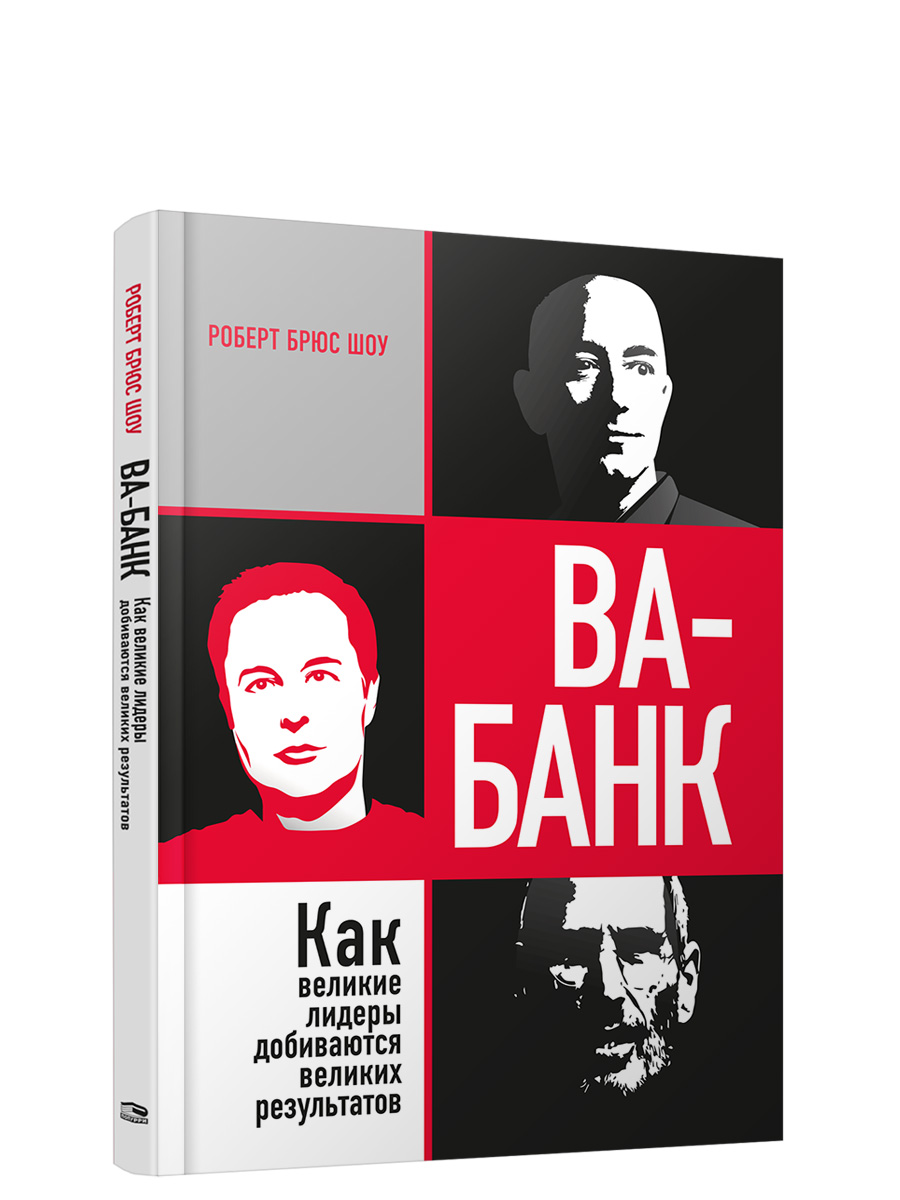 РОБЕРТ БРЮС ШОУ
ВА-
БАНК
Как
великие
лидеры
добиваются
великих
результатов
РОБЕРТ БРЮС ШОУ
ВА-БАНК
Как великие лидеры
добиваются великих результатов
ПОПУРРИ